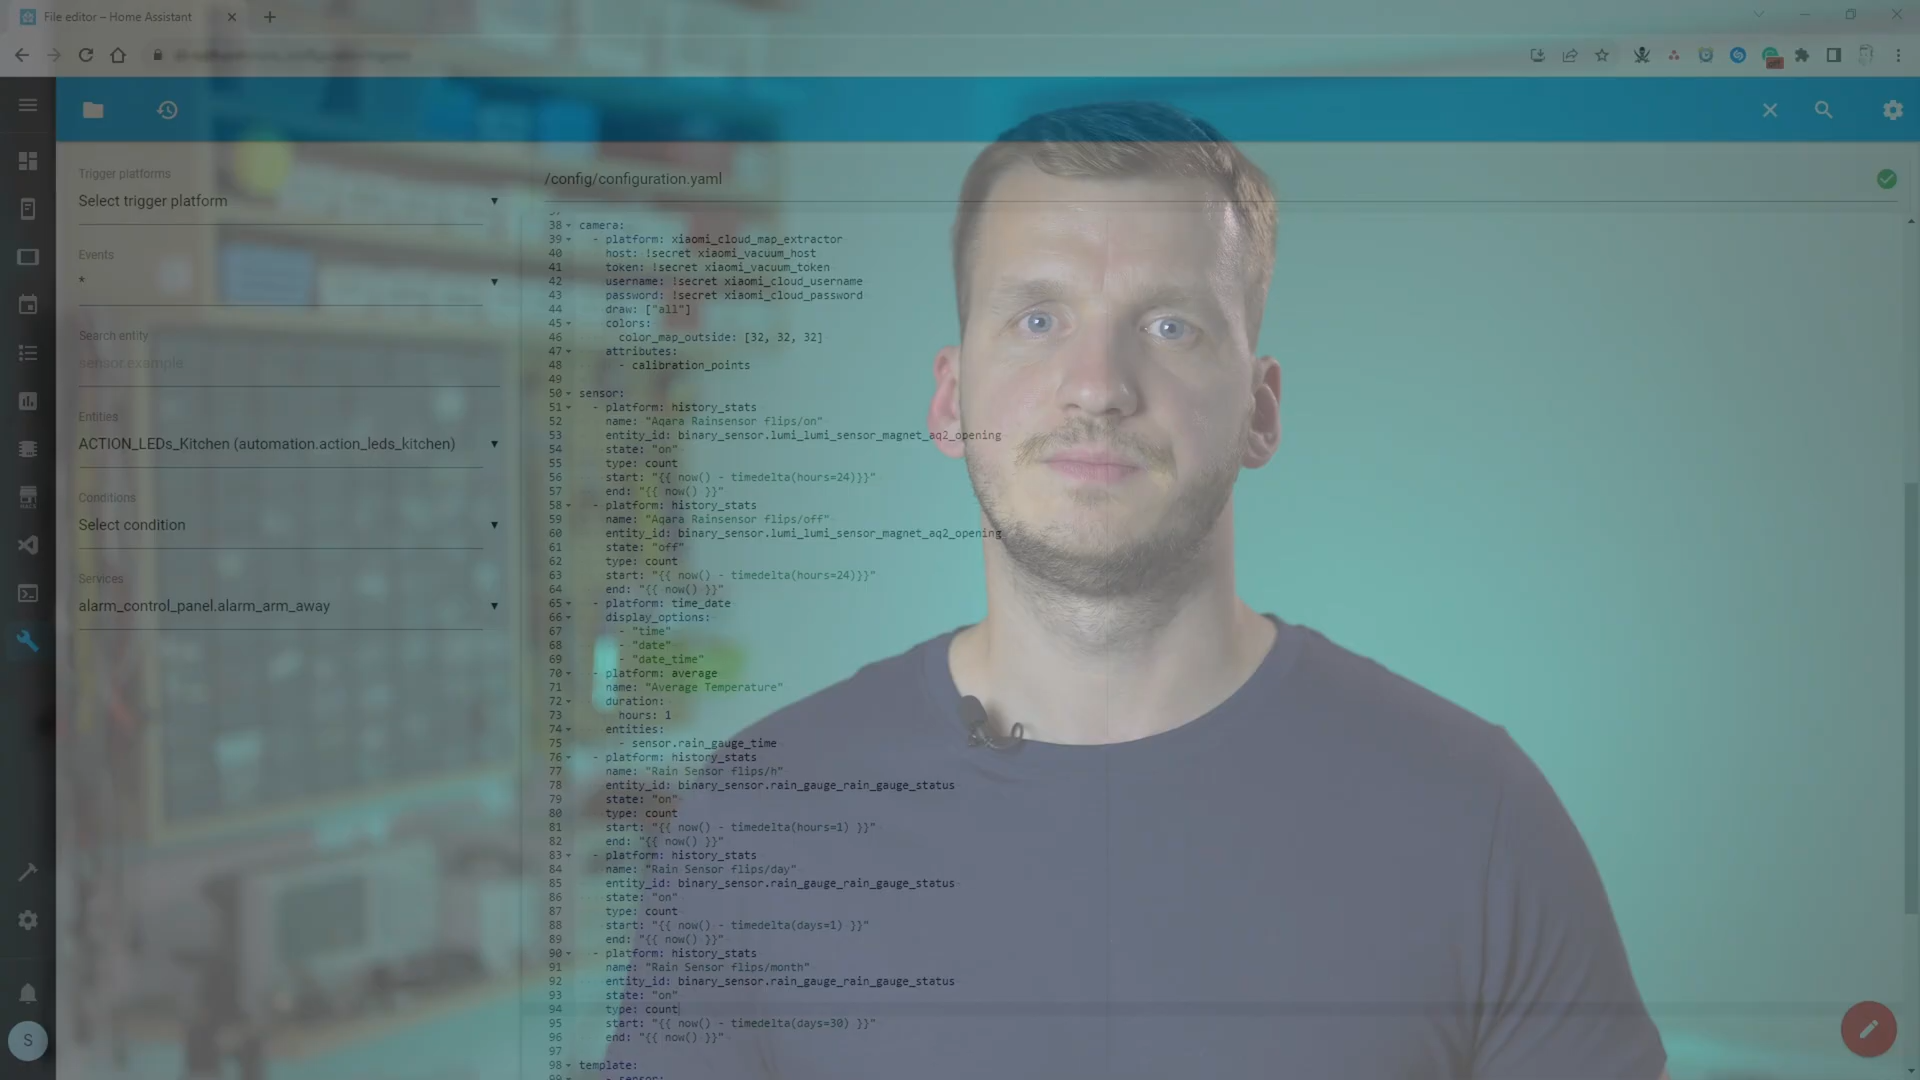 File editor – Home Assistant
Trigger platforms
Select trigger platform
Events
*
Search entity
sensor.example
Entities
ACTION_LEDs_Kitchen (automation.action_leds_kitchen)
Conditions
Select condition
Services
alarm_control_panel.alarm_arm_away
HACS
S
/config/configuration.yaml
38 camera:
39 - platform: xiaomi_cloud_map_extractor
40 host: !secret xiaomi_vacuum_host
41 token: !secret xiaomi_vacuum_token
42 username: !secret xiaomi_cloud_username
43 password: !secret xiaomi_cloud_password
44 draw: ["all"]
45 colors:
46 color_map_outside: [32, 32, 32]
47 attributes:
48 - calibration_points
49
50 sensor:
51 - platform: history_stats
52 name: "Aqara Rainsensor flips/on"
53 entity_id: binary_sensor.lumi_lumi_sensor_magnet_aq2_opening
54 state: "on"
55 type: count
56 start: "{{ now() - timedelta(hours=24)}}"
57 end: "{{ now() }}"
58 - platform: history_stats
59 name: "Aqara Rainsensor flips/off"
60 entity_id: binary_sensor.lumi_lumi_sensor_magnet_aq2_opening
61 state: "off"
62 type: count
63 start: "{{ now() - timedelta(hours=24)}}"
64 end: "{{ now() }}"
65 - platform: time_date
66 display_options:
67 - "time"
68 - "date"
69 - "date_time"
70 - platform: average
71 name: "Average Temperature"
72 duration:
73 hours: 1
74 entities:
75 - sensor.rain_gauge_time
76 - platform: history_stats
77 name: "Rain Sensor flips/h"
78 entity_id: binary_sensor.rain_gauge_rain_gauge_status
79 state: "on"
80 type: count
81 start: "{{ now() - timedelta(hours=1) }}"
82 end: "{{ now() }}"
83 - platform: history_stats
84 name: "Rain Sensor flips/day"
85 entity_id: binary_sensor.rain_gauge_rain_gauge_status
86 state: "on"
87 type: count
88 start: "{{ now() - timedelta(days=1) }}"
89 end: "{{ now() }}"
90 - platform: history_stats
91 name: "Rain Sensor flips/month"
92 entity_id: binary_sensor.rain_gauge_rain_gauge_status
93 state: "on"
94 type: count
95 start: "{{ now() - timedelta(days=30) }}"
96 end: "{{ now() }}"
97
98 template:
99 - sensor: